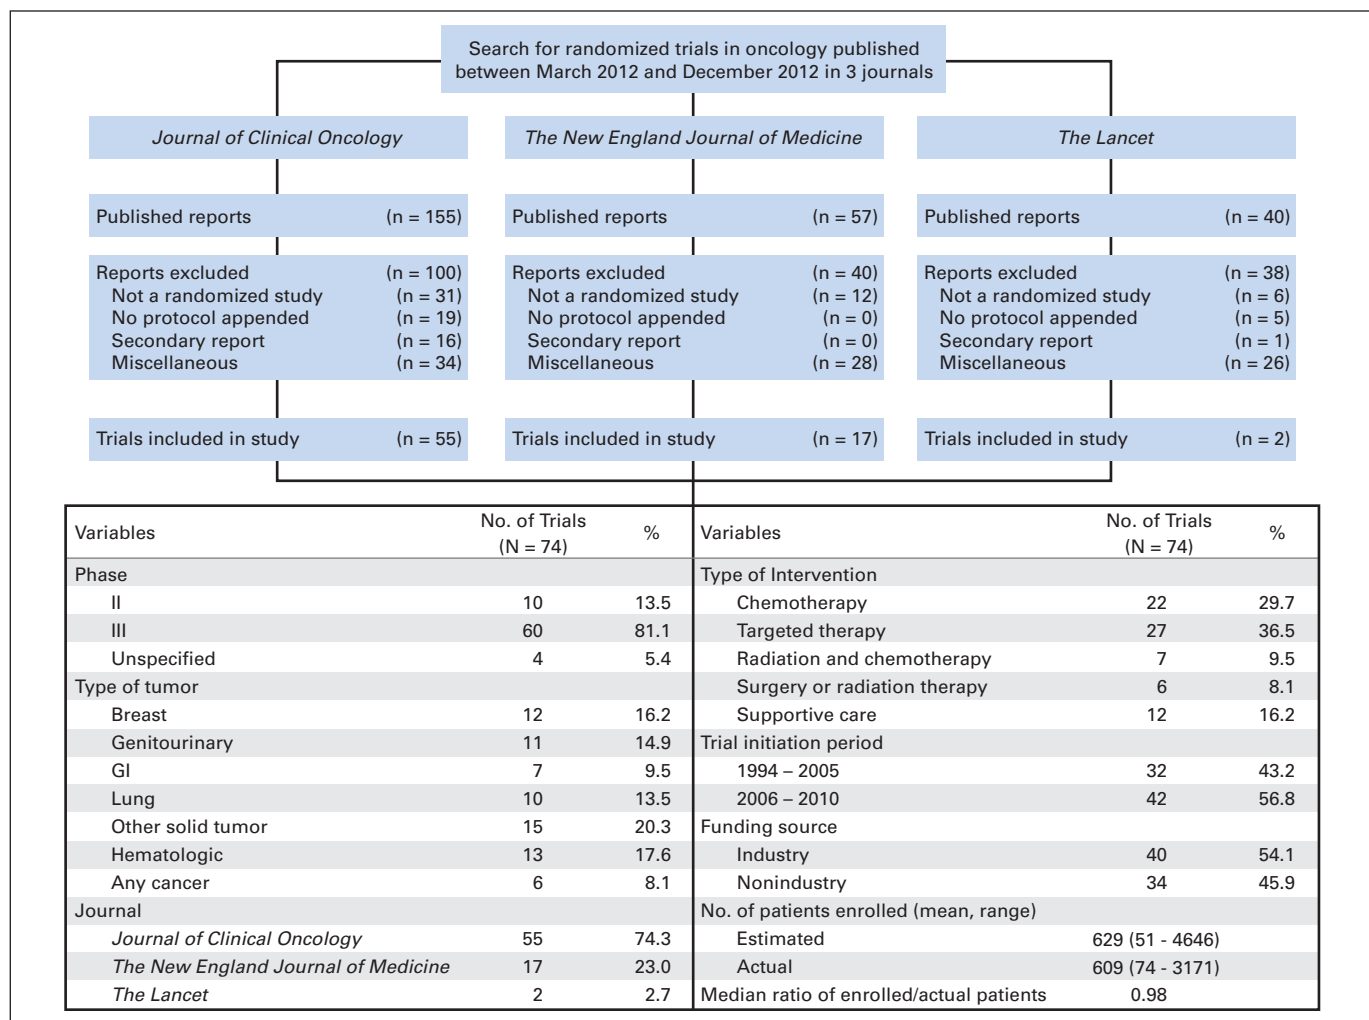 Search for randomized trials in oncology published
between March 2012 and December 2012 in 3 journals
Journal of Clinical Oncology
Published reports (n = 155)
Reports excluded (n = 100)
Not a randomized study (n = 31)
No protocol appended (n = 19)
Secondary report (n = 16)
Miscellaneous (n = 34)
Trials included in study (n = 55)
The New England Journal of Medicine
Published reports (n = 57)
Reports excluded (n = 40)
Not a randomized study (n = 12)
No protocol appended (n = 0)
Secondary report (n = 0)
Miscellaneous (n = 28)
Trials included in study (n = 17)
The Lancet
Published reports (n = 40)
Reports excluded (n = 38)
Not a randomized study (n = 6)
No protocol appended (n = 5)
Secondary report (n = 1)
Miscellaneous (n = 26)
Trials included in study (n = 2)
Variables No. of Trials (N = 74) %
Phase
II 10 13.5
III 60 81.1
Unspecified 4 5.4
Type of tumor
Breast 12 16.2
Genitourinary 11 14.9
GI 7 9.5
Lung 10 13.5
Other solid tumor 15 20.3
Hematologic 13 17.6
Any cancer 6 8.1
Journal
Journal of Clinical Oncology 55 74.3
The New England Journal of Medicine 17 23.0
The Lancet 2 2.7
Variables No. of Trials (N = 74) %
Type of Intervention
Chemotherapy 22 29.7
Targeted therapy 27 36.5
Radiation and chemotherapy 7 9.5
Surgery or radiation therapy 6 8.1
Supportive care 12 16.2
Trial initiation period
1994 – 2005 32 43.2
2006 – 2010 42 56.8
Funding source
Industry 40 54.1
Nonindustry 34 45.9
No. of patients enrolled (mean, range)
Estimated 629 (51 - 4646)
Actual 609 (74 - 3171)
Median ratio of enrolled/actual patients 0.98